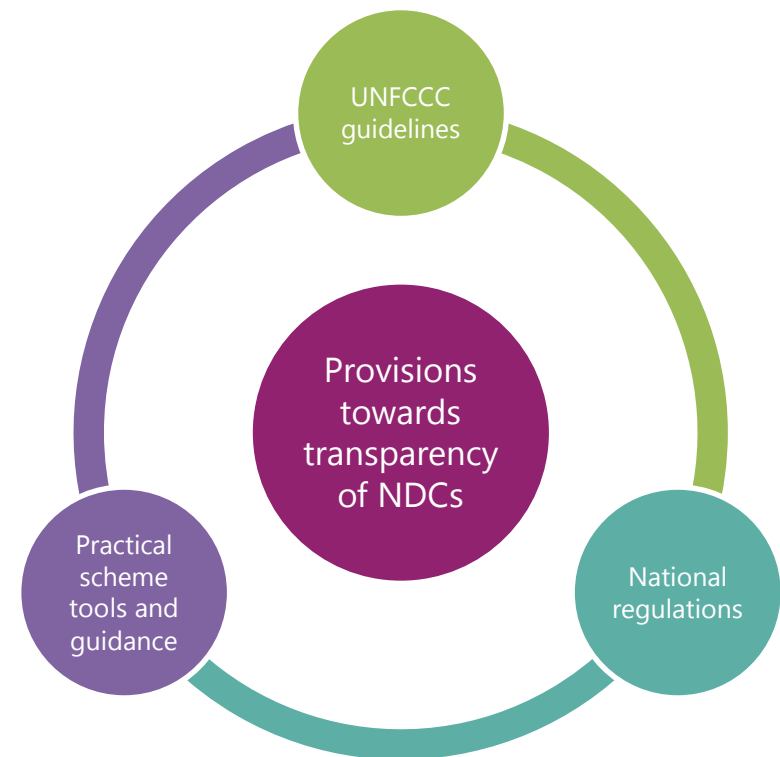 UNFCCC
guidelines
Provisions
towards
transparency
of NDCs
Practical
scheme
tools and
guidance
National
regulations